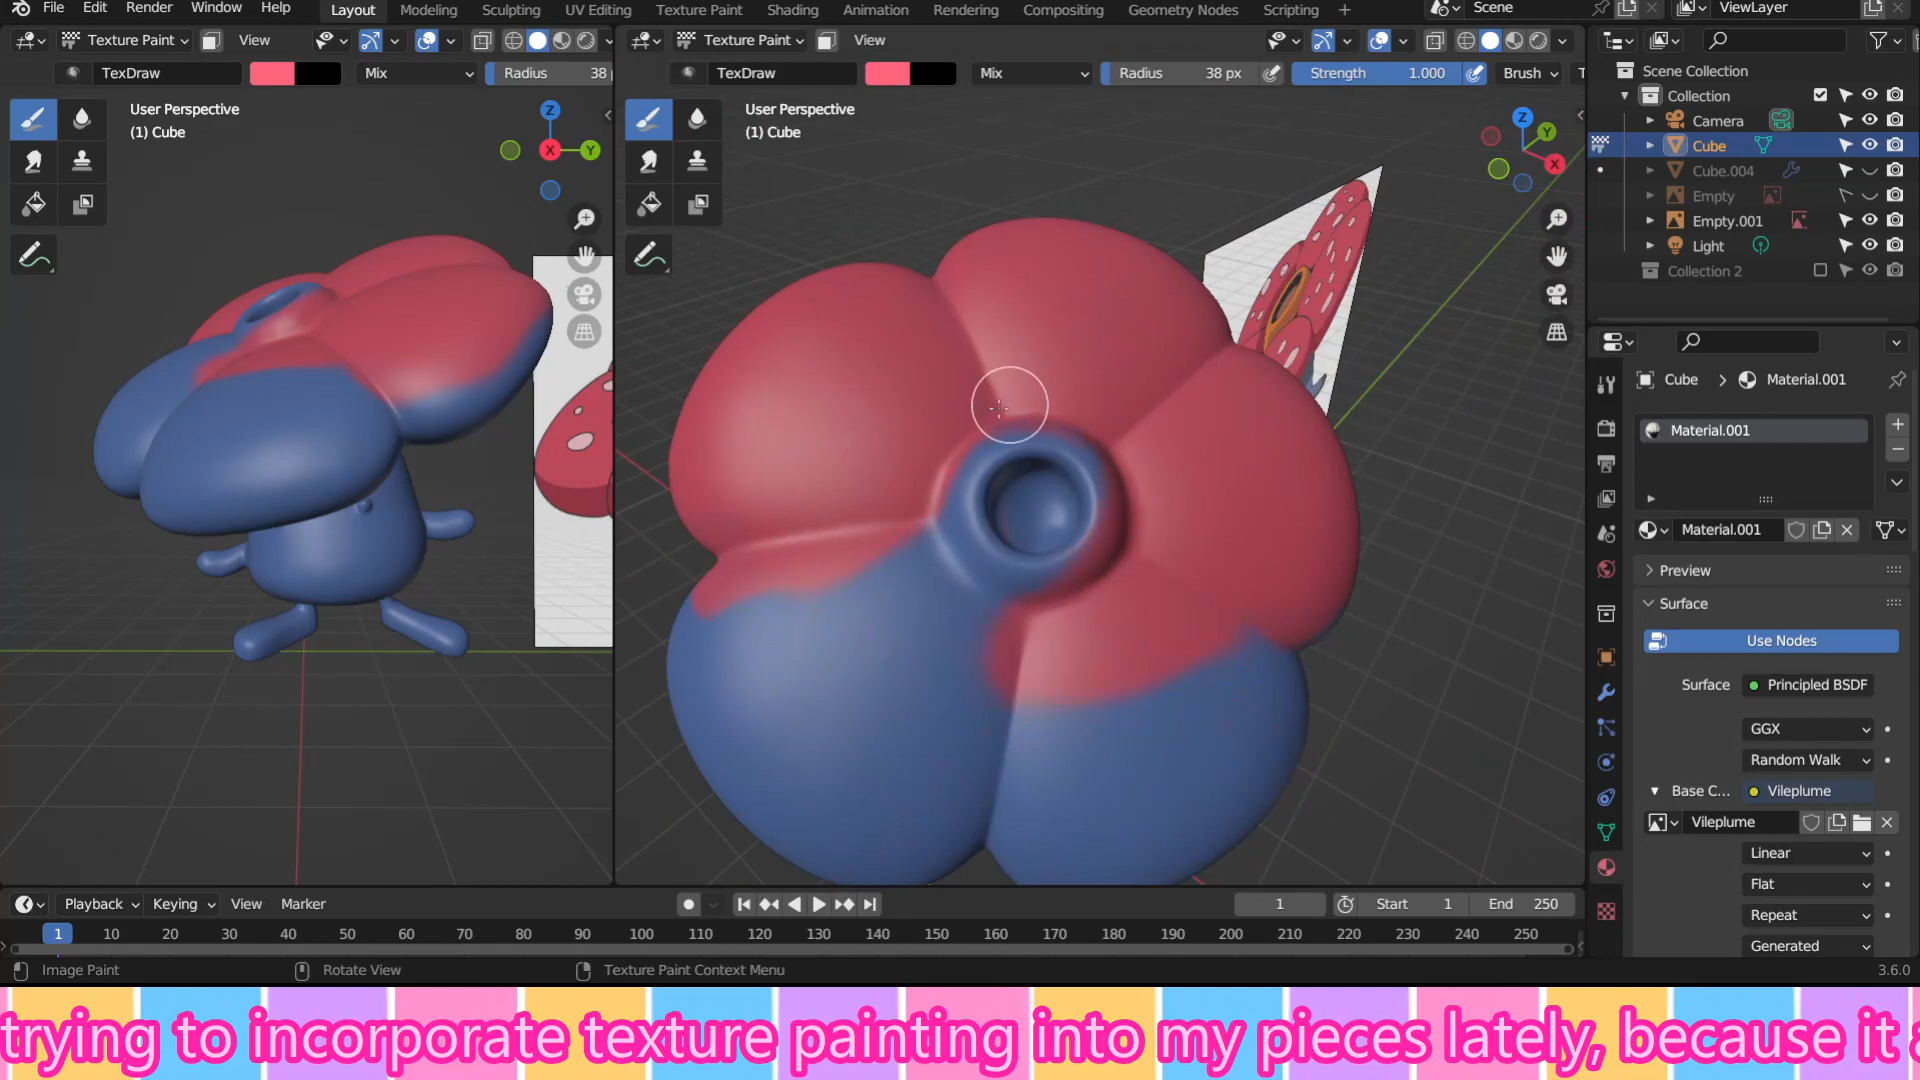 File Edit Render Window Help Layout Modeling Sculpting UV Editing Texture Paint Shading Animation Rendering Compositing Geometry Nodes Scripting + Scene ViewLayer
Texture Paint View Texture Paint View
TexDraw Mix Radius 38 p TexDraw Mix Radius 38 px Strength 1.000 Brush
User Perspective
(1) Cube
Z
X
Y
User Perspective
(1) Cube
Z
Y
X
Scene Collection
Collection
Camera
Cube
Cube.004
Empty
Empty.001
Light
Collection 2
Cube Material.001
Material.001
Material.001
Preview
Surface
Use Nodes
Surface Principled BSDF
GGX
Random Walk
Base C... Vileplume
Vileplume
Linear
Flat
Repeat
Generated
Playback Keying View Marker 1 Start 1 End 250
1 10 20 30 40 50 60 70 80 90 100 110 120 130 140 150 160 170 180 190 200 210 220 230 240 250
Image Paint Rotate View Texture Paint Context Menu 3.6.0
trying to incorporate texture painting into my pieces lately, because it a